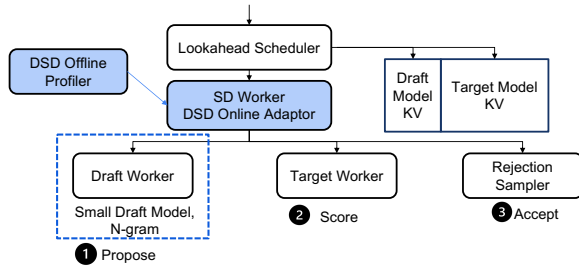 Lookahead Scheduler
DSD Offline
Profiler
SD Worker
DSD Online Adaptor
Draft
Model
KV
Target Model
KV
Draft Worker
Target Worker
Rejection
Sampler
Small Draft Model,
N-gram
1 Propose
2 Score
3 Accept